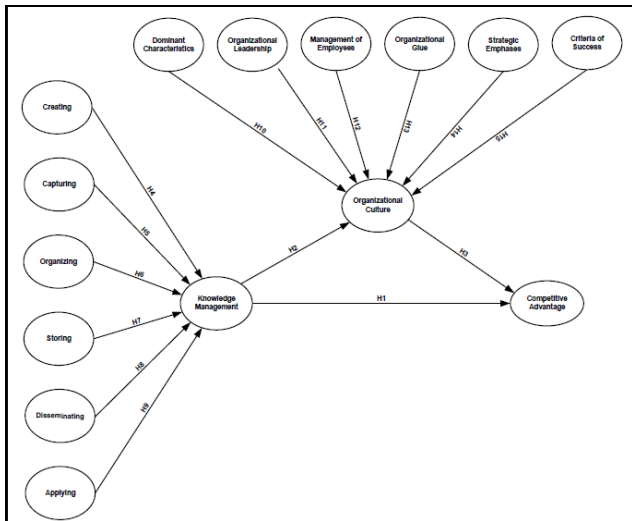 Dominant
Characteristics
Organizational
Leadership
Management of
Employees
Organizational
Glue
Strategic
Emphases
Criteria of
Success
Creating
Capturing
Organizing
Storing
Disseminating
Applying
H10
H11
H12
H13
H14
H15
H4
H5
H6
H7
H8
H9
Organizational
Culture
H2
H3
Knowledge
Management
H1
Competitive
Advantage